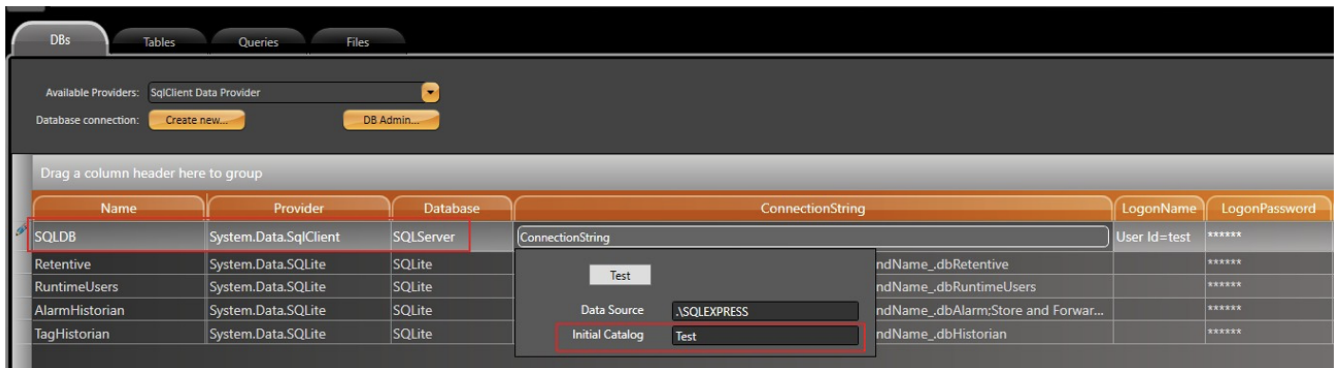 DBs Tables Queries Files
Available Providers: SqlClient Data Provider
Database connection: Create new... DB Admin...
Drag a column header here to group
Name Provider Database ConnectionString LogonName LogonPassword
SQLDB System.Data.SqlClient SQLServer ConnectionString User Id=test ******
Retentive System.Data.SQLite SQLite ndName_.dbRetentive ******
Test
RuntimeUsers System.Data.SQLite SQLite ndName_.dbRuntimeUsers ******
AlarmHistorian System.Data.SQLite SQLite Data Source .\SQLEXPRESS ndName_.dbAlarm;Store and Forwar... ******
TagHistorian System.Data.SQLite SQLite Initial Catalog Test ndName_.dbHistorian ******